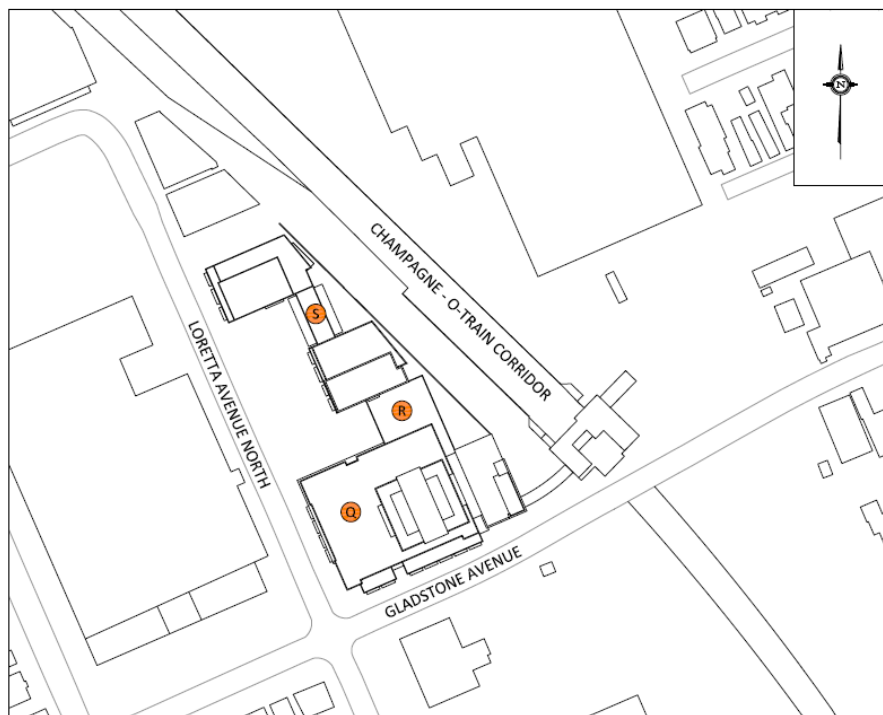 N
CHAMPAGNE - O-TRAIN CORRIDOR
S
LORETTA AVENUE NORTH
R
Q
GLADSTONE AVENUE